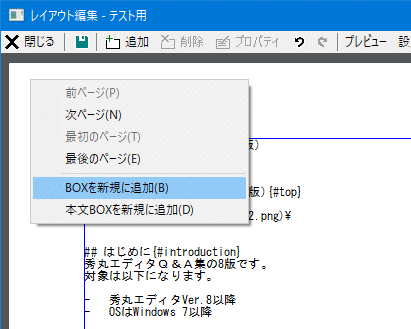 レイアウト編集 - テスト用
閉じる 追加 削除 プロパティ プレビュー 設
前ページ(P)
次ページ(N)
最初のページ(T)
最後のページ(E)
BOXを新規に追加(B)
本文BOXを新規に追加(D)
版)
版){#top}
2.png)¥
## はじめに{#introduction}
秀丸エディタQ&A集の8版です。
対象は以下になります。
- 秀丸エディタVer.8以降
- OSはWindows 7以降